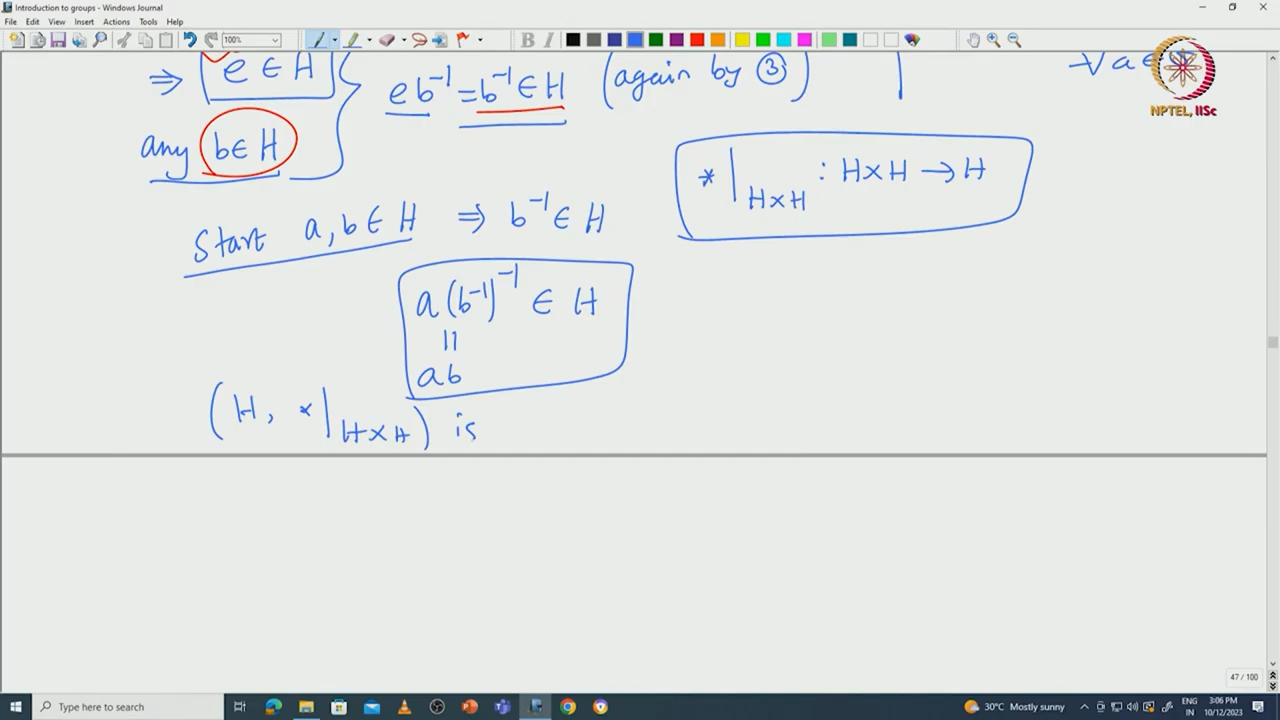 Introduction to groups - Windows Journal
File Edit View Insert Actions Tools Help
100%
B I
NPTEL, IISc
⇒ e ∈ H
eb⁻¹ = b⁻¹ ∈ H (again by ③)
∀ a ∈
any b ∈ H
*|H×H : H×H → H
Start a, b ∈ H ⇒ b⁻¹ ∈ H
a(b⁻¹)⁻¹ ∈ H
||
ab
(H, *|H×H) is
47 / 100
Type here to search
30°C Mostly sunny
ENG
IN
3:06 PM
10/12/2023